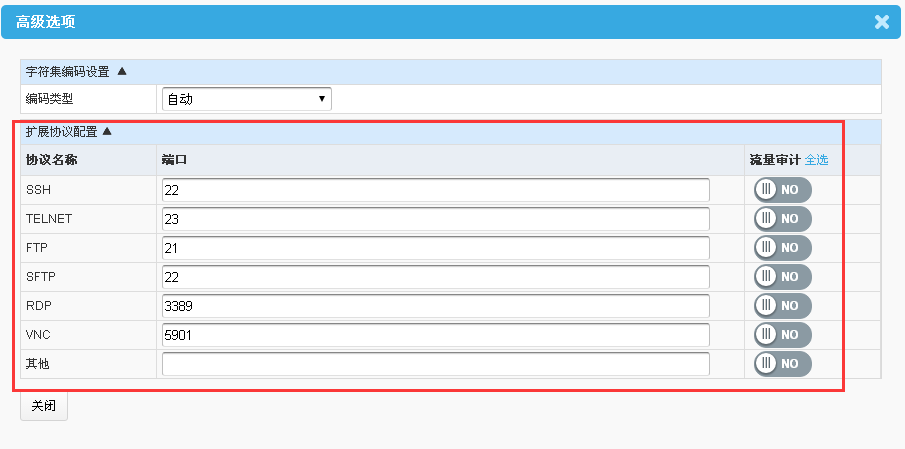 高级选项
字符集编码设置 ▲
编码类型 自动 ▼
扩展协议配置 ▲
协议名称 端口 流量审计 全选
SSH 22 NO
TELNET 23 NO
FTP 21 NO
SFTP 22 NO
RDP 3389 NO
VNC 5901 NO
其他 NO
关闭